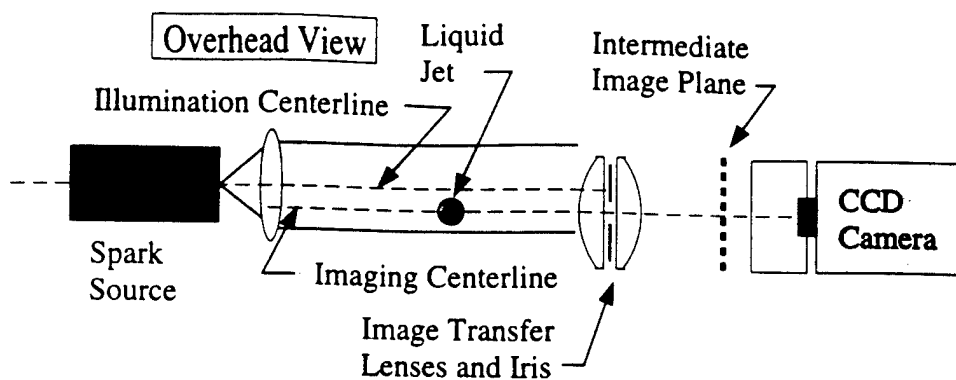 Overhead View
Liquid
Jet
Intermediate
Image Plane
Illumination Centerline
CCD
Camera
Spark
Source
Imaging Centerline
Image Transfer
Lenses and Iris